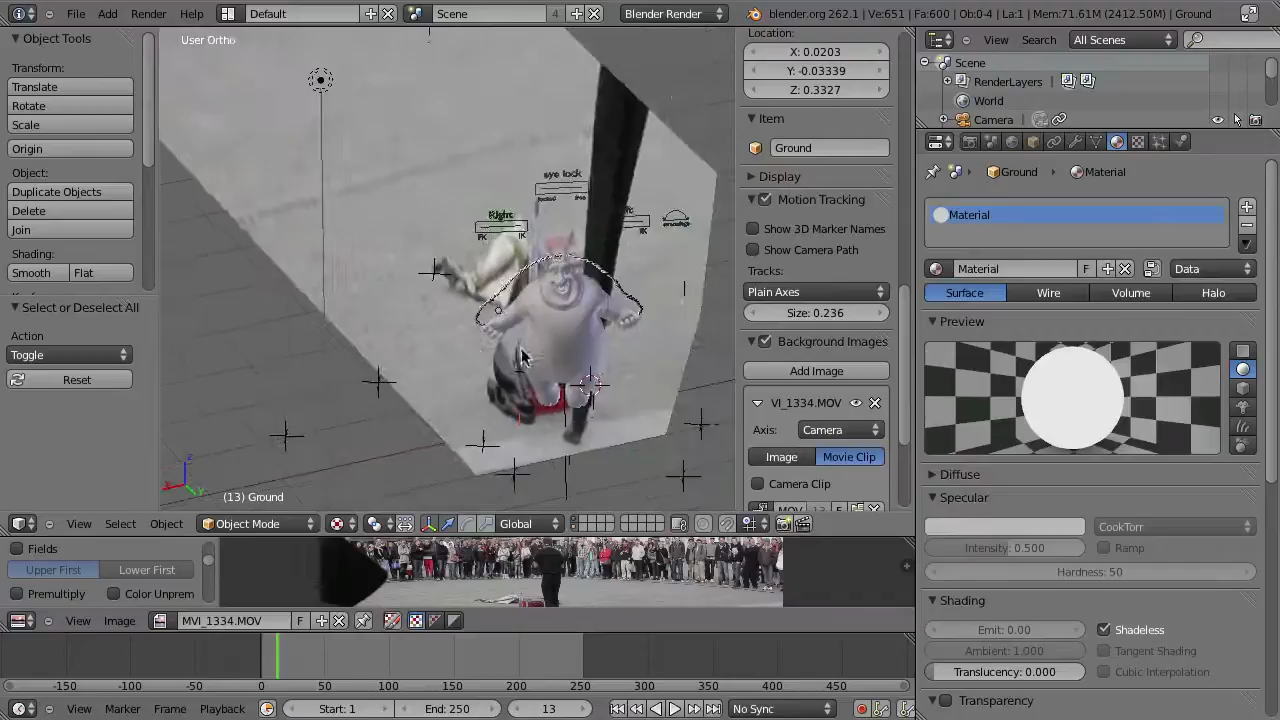 File Add Render Help Default Scene 4 Blender Render blender.org 262.1 | Ve:651 | Fa:600 | Ob:0-4 | La:1 | Mem:71.61M (2412.50M) | Ground
Object Tools
Transform:
Translate
Rotate
Scale
Origin
Object:
Duplicate Objects
Delete
Join
Shading:
Smooth Flat
Select or Deselect All
Action
Toggle
Reset
User Ortho
eye lock
Right
FK IK
IK
z
x
Y
(13) Ground
Location:
X: 0.0203
Y: -0.03339
Z: 0.3327
Item
Ground
Display
Motion Tracking
Show 3D Marker Names
Show Camera Path
Tracks:
Plain Axes
Size: 0.236
Background Images
Add Image
VI_1334.MOV
Axis: Camera
Image Movie Clip
Camera Clip
View Search All Scenes
Scene
RenderLayers
World
Camera
Ground Material
Material
Material F Data
Surface Wire Volume Halo
Preview
Diffuse
Specular
CookTorr
Intensity: 0.500 Ramp
Hardness: 50
Shading
Emit: 0.00 Shadeless
Ambient: 1.000 Tangent Shading
Translucency: 0.000 Cubic Interpolation
Transparency
View Select Object Object Mode Global
Fields
Upper First Lower First
Premultiply Color Unprem
View Image MVI_1334.MOV F
-150 -100 -50 0 50 100 150 200 250 300 350 400 450
View Marker Frame Playback Start: 1 End: 250 13 No Sync